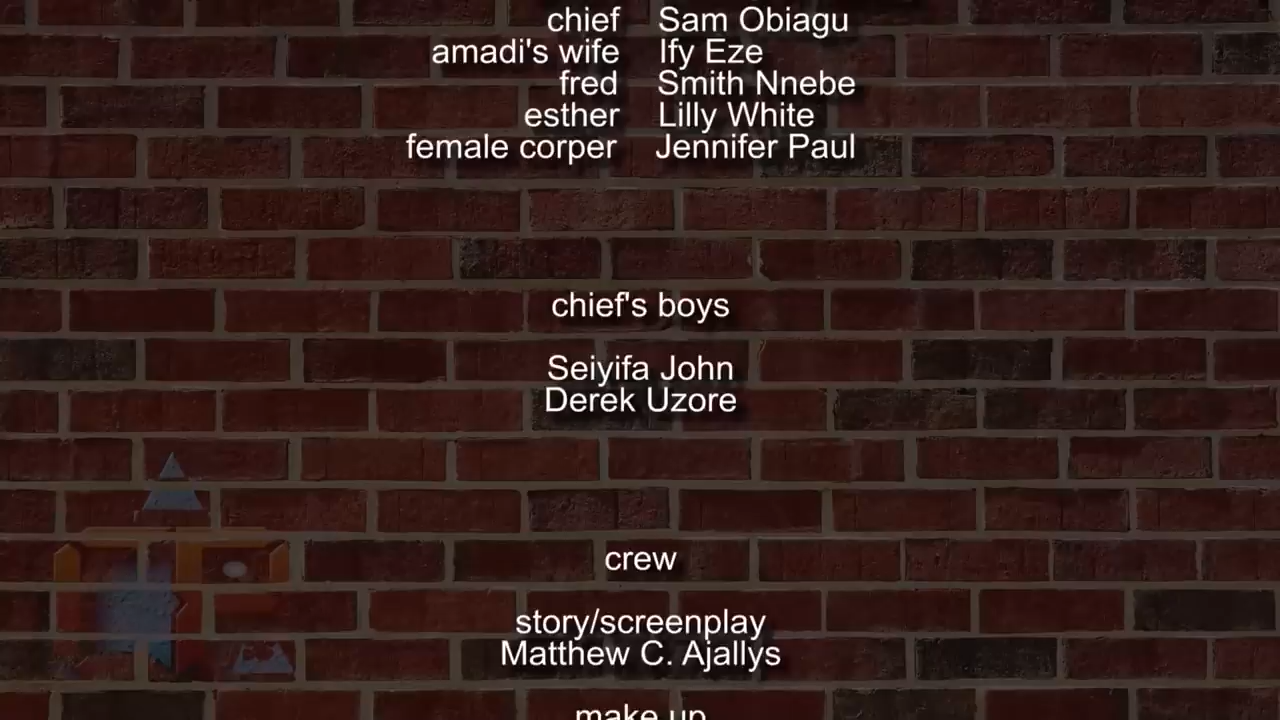 chief Sam Obiagu
amadi's wife Ify Eze
fred Smith Nnebe
esther Lilly White
female corper Jennifer Paul
chief's boys
Seiyifa John
Derek Uzore
crew
story/screenplay
Matthew C. Ajallys
make up